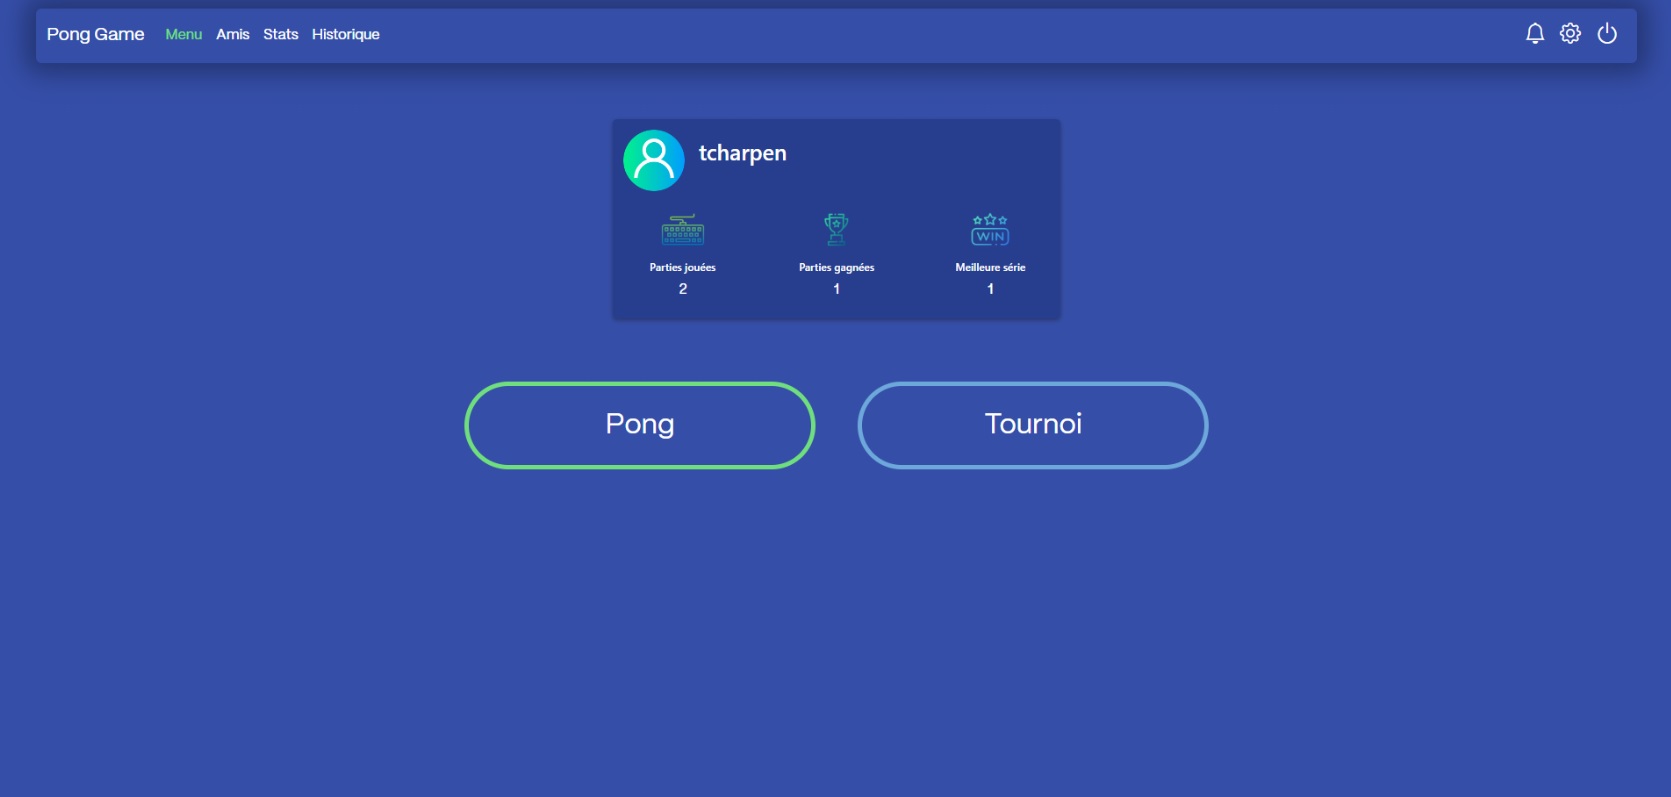 Pong Game Menu Amis Stats Historique
tcharpen
WIN
Parties jouées Parties gagnées Meilleure série
2 1 1
Pong Tournoi